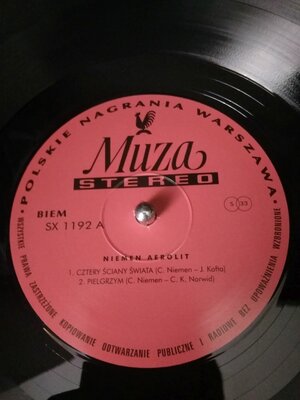 • POLSKIE NAGRANIA WARSZAWA •
Muza
STEREO
BIEM
SX 1192 A
S 33
NIEMEN AEROLIT
1. CZTERY ŚCIANY ŚWIATA (C. Niemen – J. Kofta)
2. PIELGRZYM (C. Niemen – C. K. Norwid)
WSZYSTKIE PRAWA ZASTRZEŻONE KOPIOWANIE ODTWARZANIE PUBLICZNE I RADIOWE BEZ UPOWAŻNIENIA WZBRONIONE